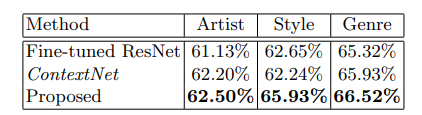 Method Artist Style Genre
Fine-tuned ResNet 61.13% 62.65% 65.32%
ContextNet 62.20% 62.24% 65.93%
Proposed 62.50% 65.93% 66.52%